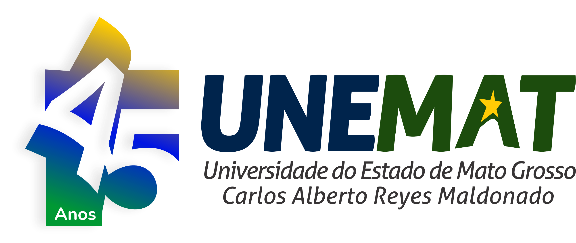 45
Anos
UNEMAT
Universidade do Estado de Mato Grosso
Carlos Alberto Reyes Maldonado